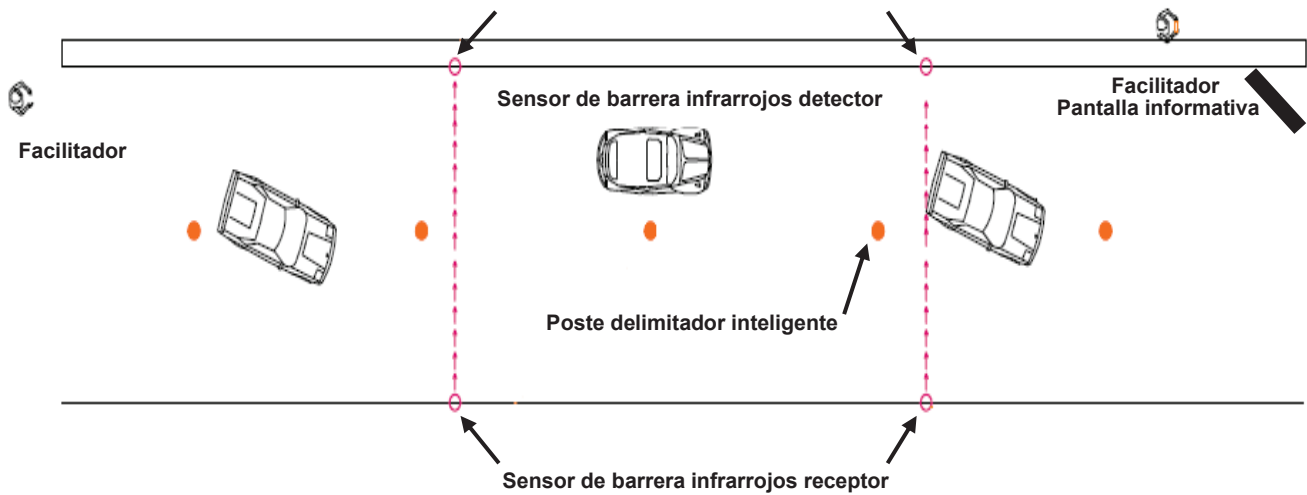 Sensor de barrera infrarrojos detector
Facilitador
Pantalla informativa
Facilitador
Poste delimitador inteligente
Sensor de barrera infrarrojos receptor